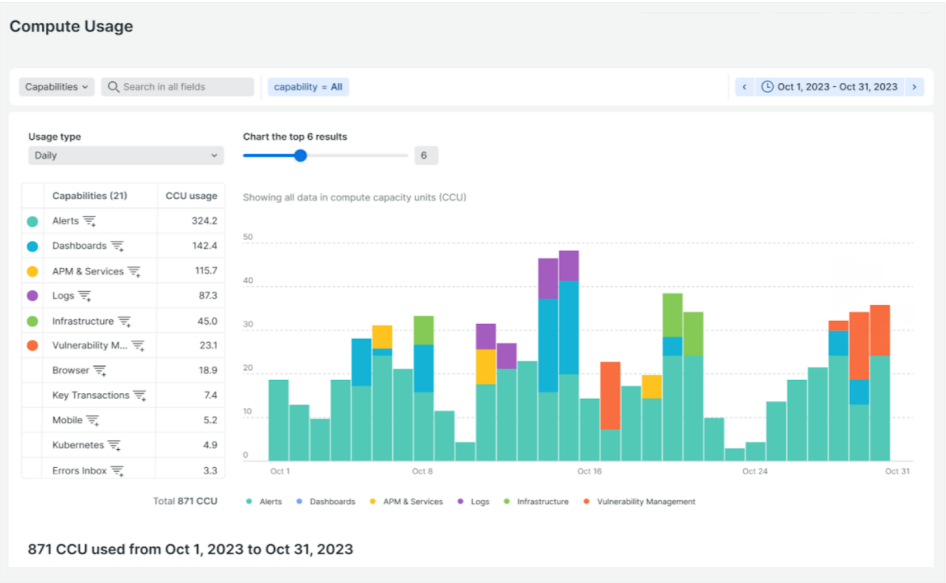 Compute Usage
Capabilities
Search in all fields
capability = All
Oct 1, 2023 - Oct 31, 2023
Usage type
Chart the top 6 results
Daily
6
Capabilities (21) CCU usage
Showing all data in compute capacity units (CCU)
Alerts 324.2
Dashboards 142.4
APM & Services 115.7
Logs 87.3
Infrastructure 45.0
Vulnerability M... 23.1
Browser 18.9
Key Transactions 7.4
Mobile 5.2
Kubernetes 4.9
Errors Inbox 3.3
Total 871 CCU
50
40
30
20
10
0
Oct 1 Oct 8 Oct 16 Oct 24 Oct 31
Alerts Dashboards APM & Services Logs Infrastructure Vulnerability Management
871 CCU used from Oct 1, 2023 to Oct 31, 2023